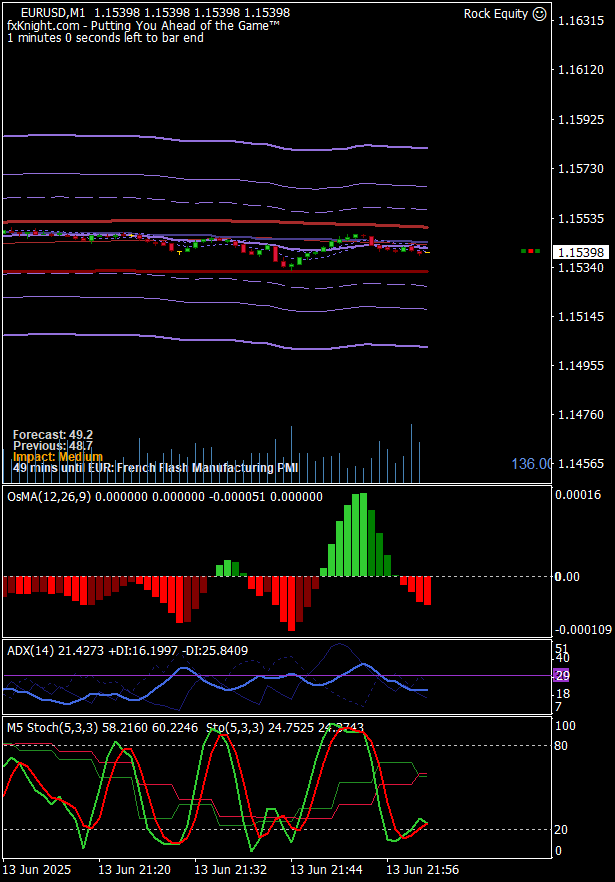 EURUSD,M1 1.15398 1.15398 1.15398 1.15398
Rock Equity
fxKnight.com - Putting You Ahead of the Game™
1 minutes 0 seconds left to bar end
1.16315
1.16120
1.15925
1.15730
1.15535
1.15398
1.15340
1.15145
1.14955
1.14760
1.14565
Forecast: 49.2
Previous: 48.7
Impact: Medium
49 mins until EUR: French Flash Manufacturing PMI
136.00
OsMA(12,26,9) 0.000000 0.000000 -0.000051 0.000000
0.00016
0.00
-0.000109
ADX(14) 21.4273 +DI:16.1997 -DI:25.8409
51
40
29
18
7
M5 Stoch(5,3,3) 58.2160 60.2246 Sto(5,3,3) 24.7525 24.3743
100
80
20
0
13 Jun 2025
13 Jun 21:20
13 Jun 21:32
13 Jun 21:44
13 Jun 21:56